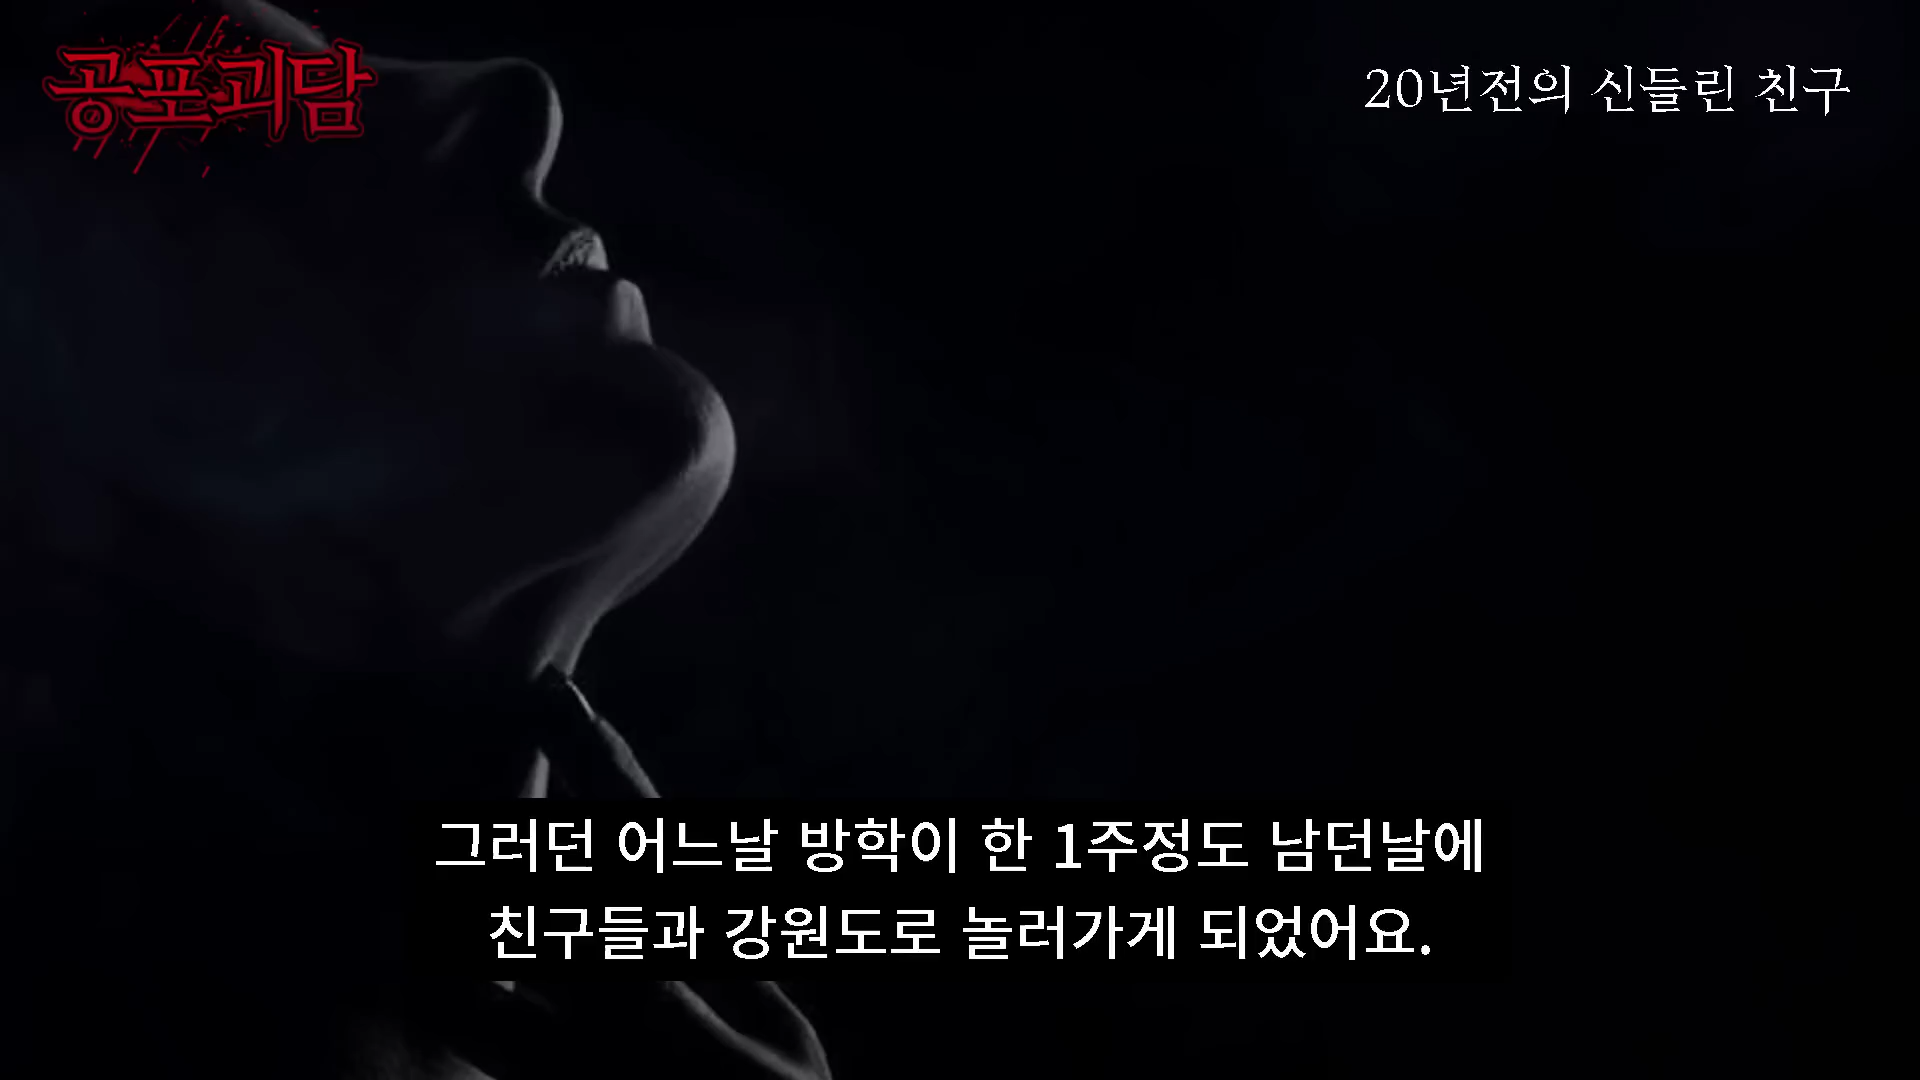 공포괴담
20년전의 신들린 친구
그러던 어느날 방학이 한 1주정도 남던날에
친구들과 강원도로 놀러가게 되었어요.